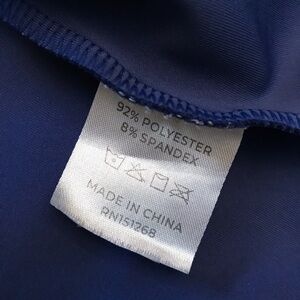 92% POLYESTER
8% SPANDEX
MADE IN CHINA
RN151268